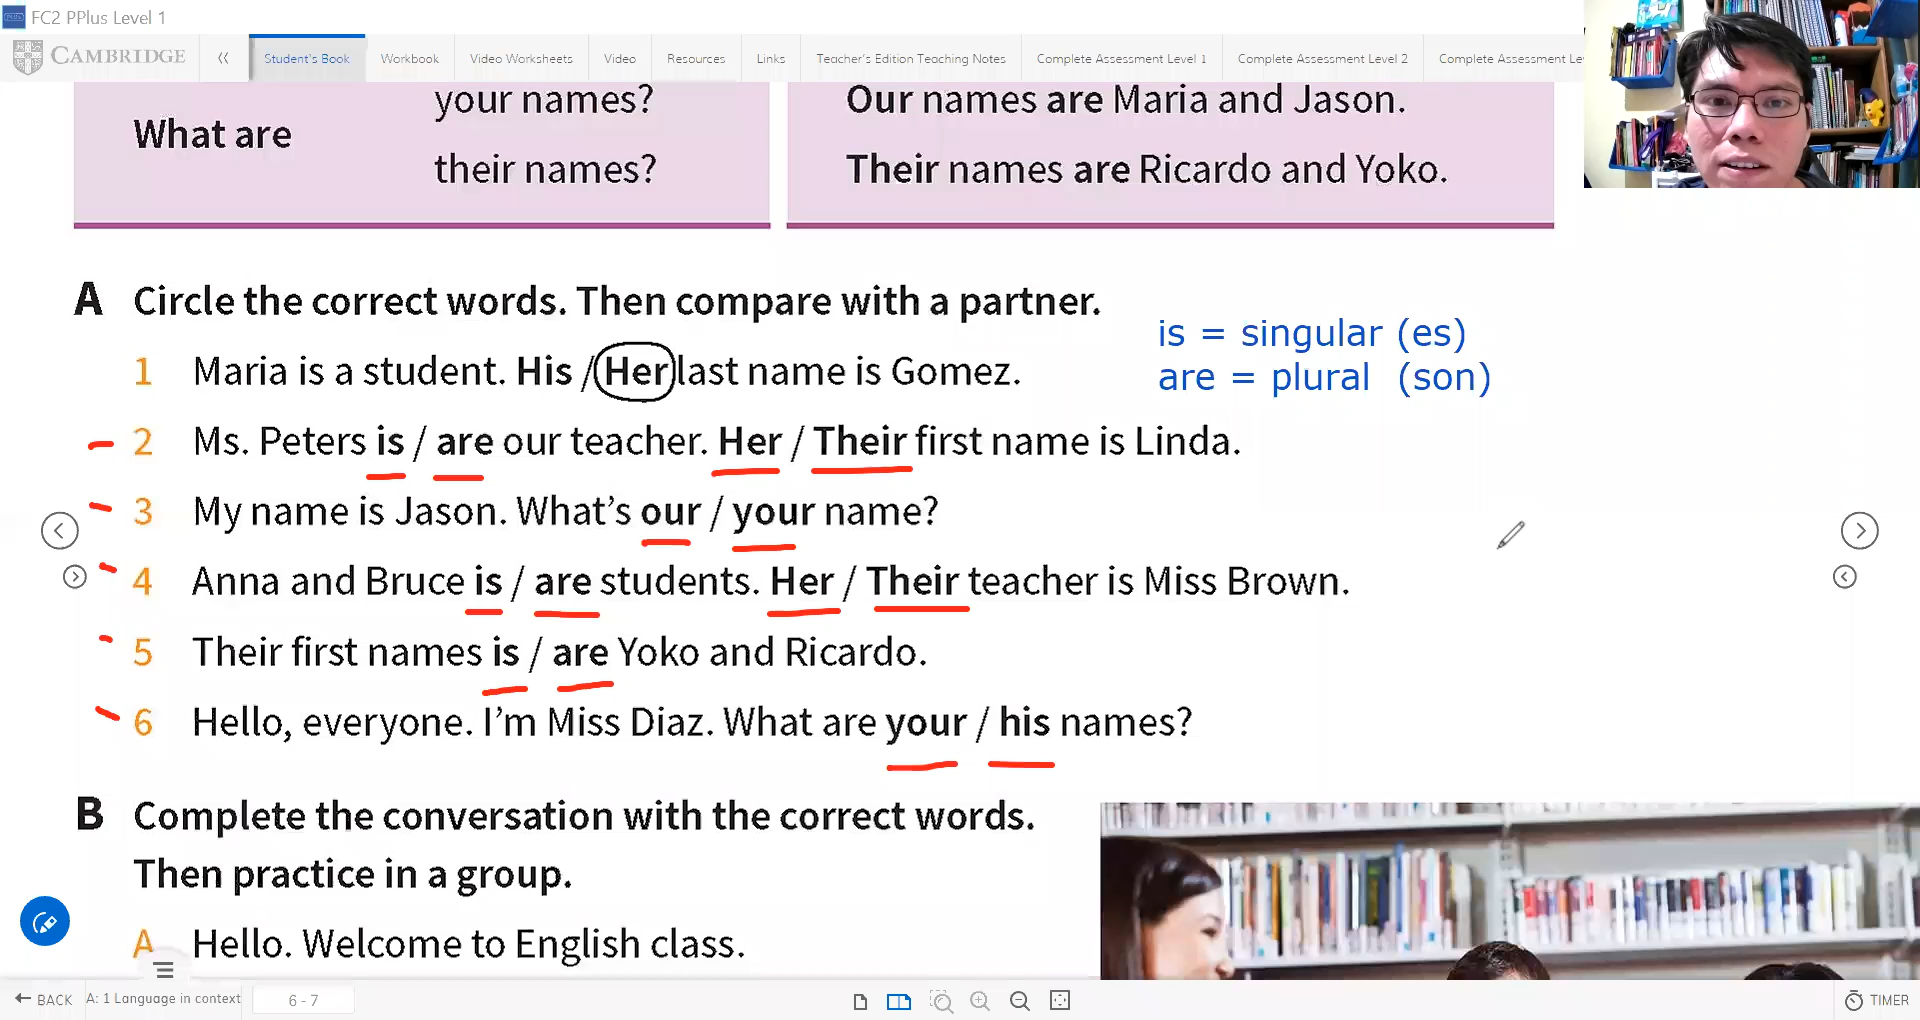 FC2 PPlus Level 1
CAMBRIDGE
Student's Book Workbook Video Worksheets Video Resources Links Teacher's Edition Teaching Notes Complete Assessment Level 1 Complete Assessment Level 2 Complete Assessment Le
What are
your names?
their names?
Our names are Maria and Jason.
Their names are Ricardo and Yoko.
A Circle the correct words. Then compare with a partner.
is = singular (es)
are = plural (son)
1 Maria is a student. His / Her last name is Gomez.
2 Ms. Peters is / are our teacher. Her / Their first name is Linda.
3 My name is Jason. What's our / your name?
4 Anna and Bruce is / are students. Her / Their teacher is Miss Brown.
5 Their first names is / are Yoko and Ricardo.
6 Hello, everyone. I'm Miss Diaz. What are your / his names?
B Complete the conversation with the correct words.
Then practice in a group.
A Hello. Welcome to English class.
BACK A: 1 Language in context 6 - 7 TIMER